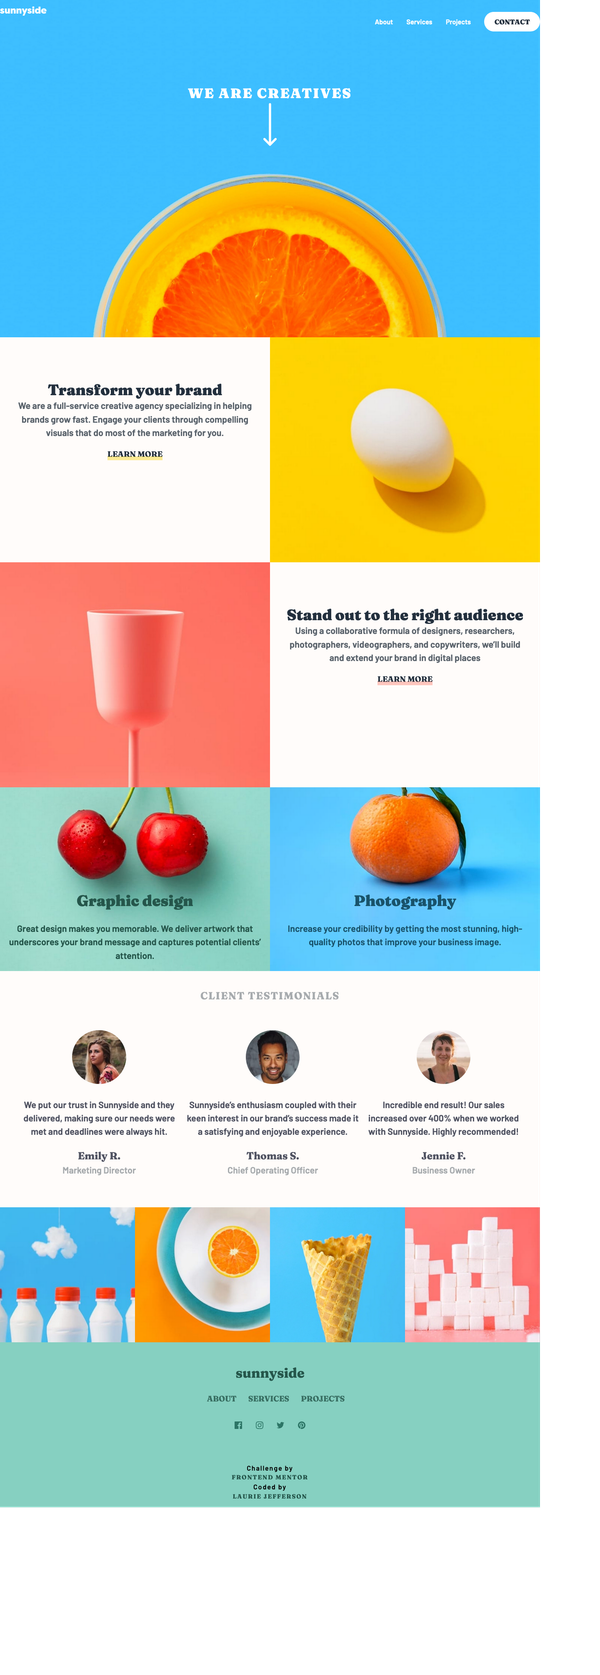 sunnyside
About Services Projects CONTACT
WE ARE CREATIVES
Transform your brand
We are a full-service creative agency specializing in helping
brands grow fast. Engage your clients through compelling
visuals that do most of the marketing for you.
LEARN MORE
Stand out to the right audience
Using a collaborative formula of designers, researchers,
photographers, videographers, and copywriters, we'll build
and extend your brand in digital places
LEARN MORE
Graphic design
Great design makes you memorable. We deliver artwork that
underscores your brand message and captures potential clients'
attention.
Photography
Increase your credibility by getting the most stunning, high-
quality photos that improve your business image.
CLIENT TESTIMONIALS
We put our trust in Sunnyside and they
delivered, making sure our needs were
met and deadlines were always hit.
Emily R.
Marketing Director
Sunnyside's enthusiasm coupled with their
keen interest in our brand's success made it
a satisfying and enjoyable experience.
Thomas S.
Chief Operating Officer
Incredible end result! Our sales
increased over 400% when we worked
with Sunnyside. Highly recommended!
Jennie F.
Business Owner
sunnyside
ABOUT SERVICES PROJECTS
Challenge by
FRONTEND MENTOR
Coded by
LAURIE JEFFERSON